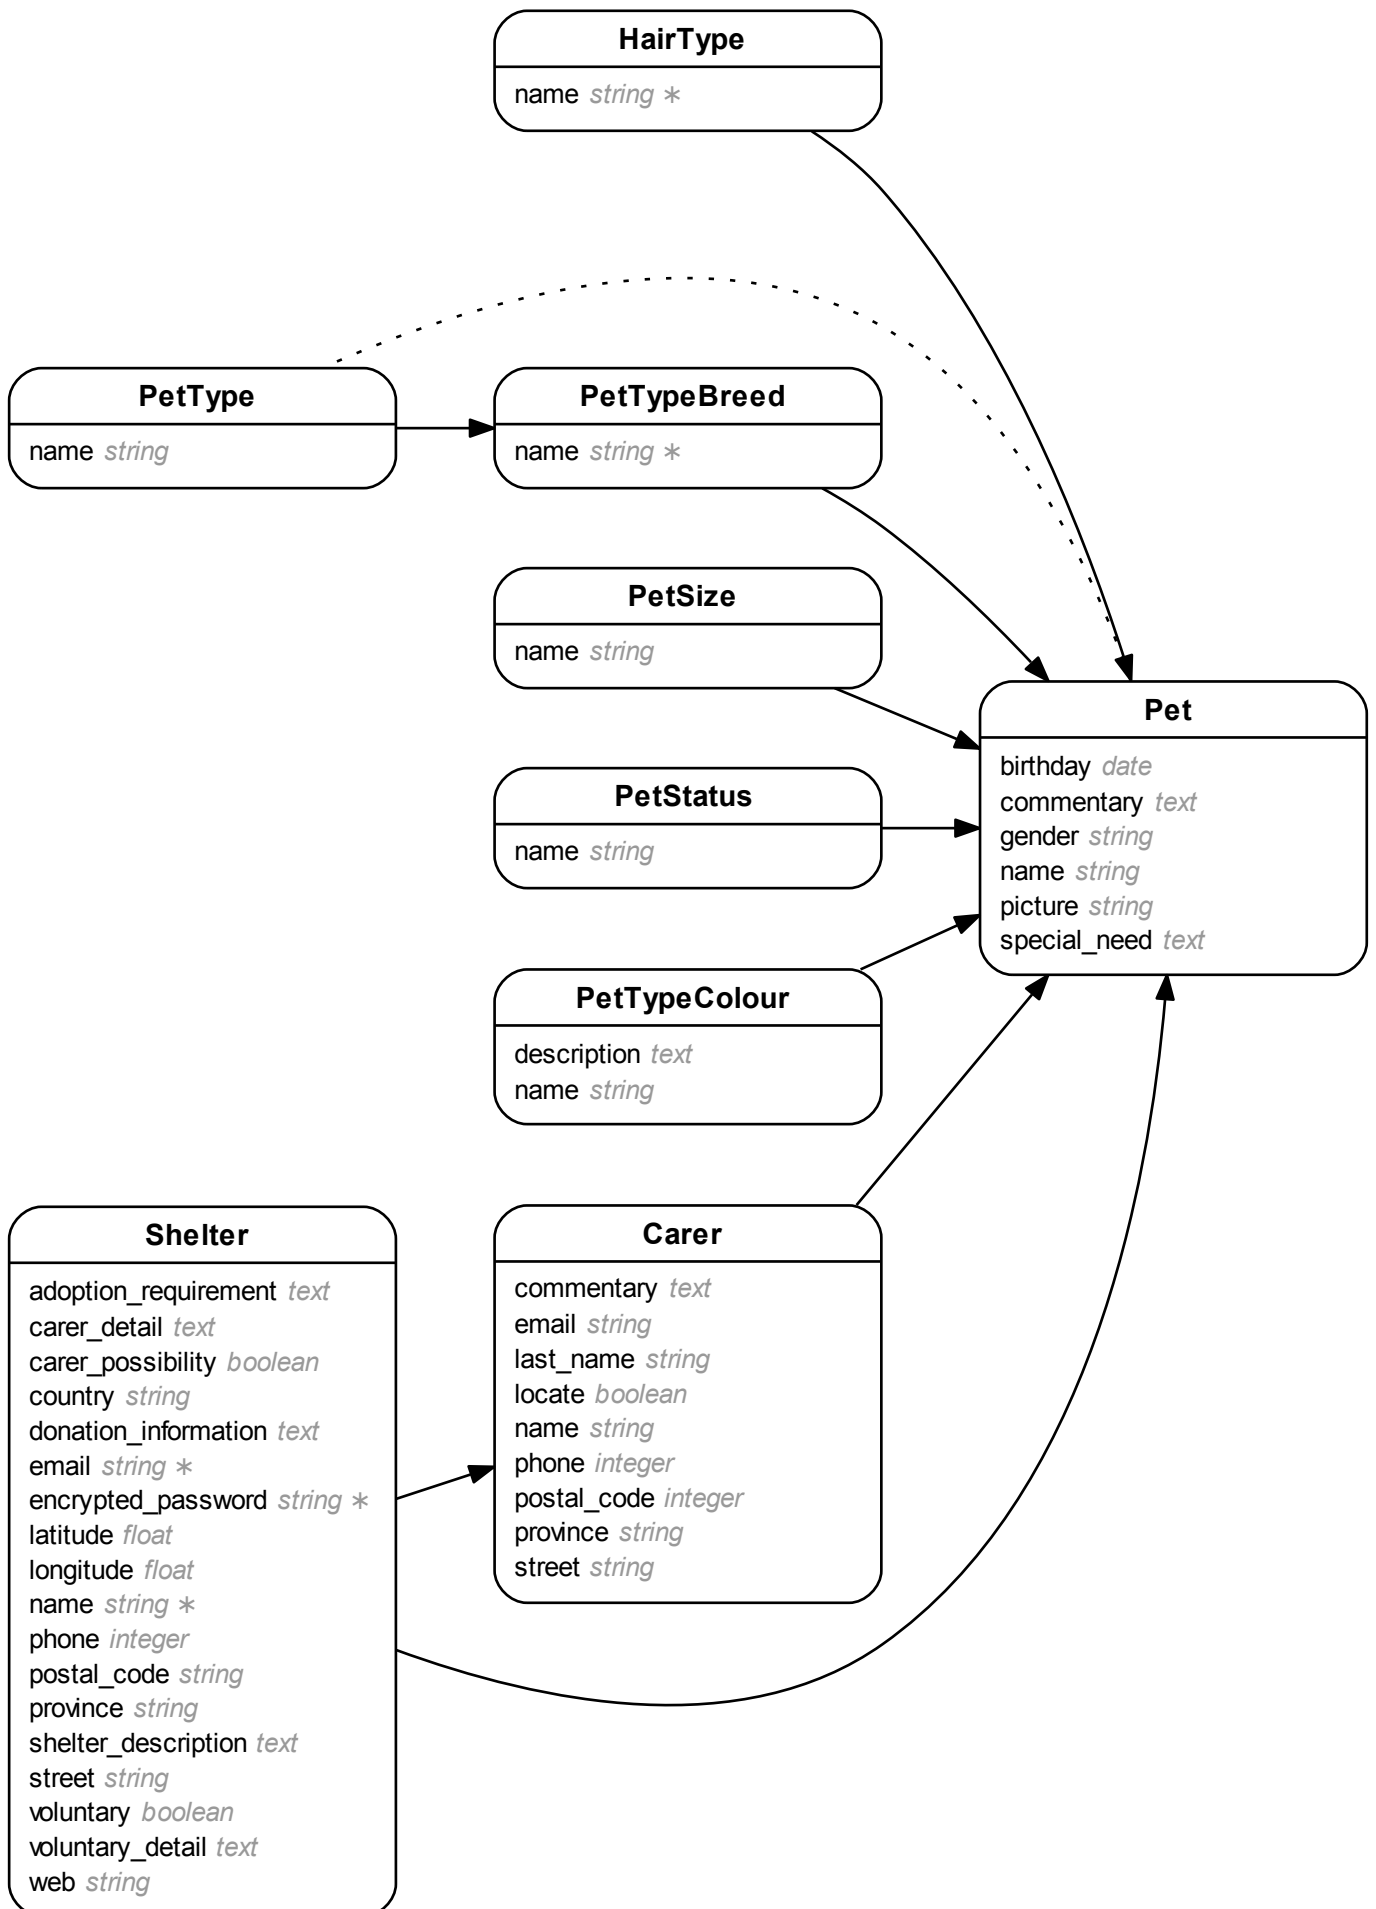 HairType
name string *
PetType
name string
PetTypeBreed
name string *
PetSize
name string
Pet
birthday date
commentary text
gender string
name string
picture string
special_need text
PetStatus
name string
PetTypeColour
description text
name string
Shelter
adoption_requirement text
carer_detail text
carer_possibility boolean
country string
donation_information text
email string *
encrypted_password string *
latitude float
longitude float
name string *
phone integer
postal_code string
province string
shelter_description text
street string
voluntary boolean
voluntary_detail text
web string
Carer
commentary text
email string
last_name string
locate boolean
name string
phone integer
postal_code integer
province string
street string